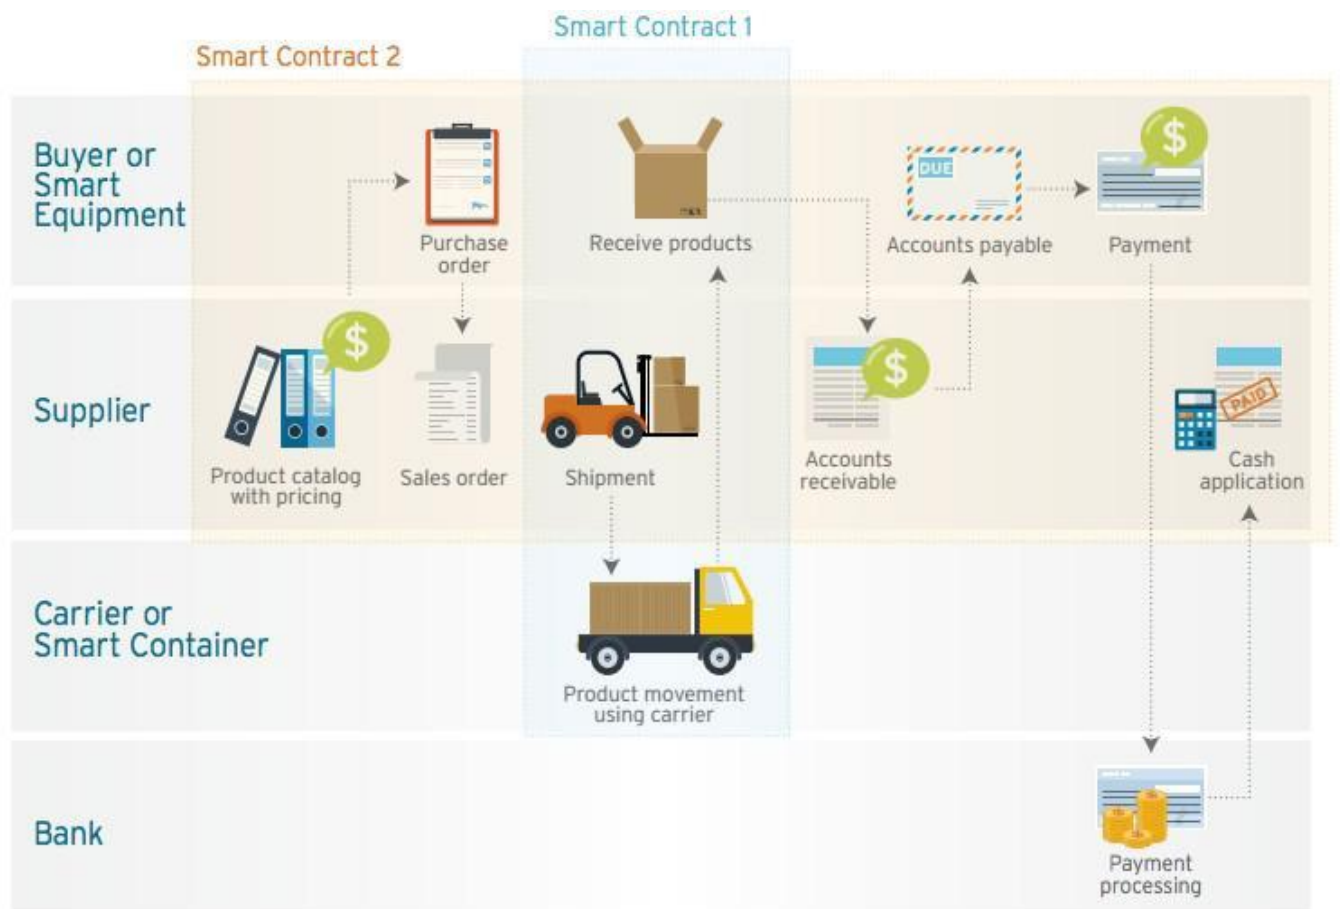 Smart Contract 1
Smart Contract 2
Buyer or
Smart
Equipment
Purchase
order
Receive products
DUE
Accounts payable
$
Payment
Supplier
$
Product catalog
with pricing
Sales order
Shipment
$
Accounts
receivable
PAID
Cash
application
Carrier or
Smart Container
Product movement
using carrier
Bank
Payment
processing